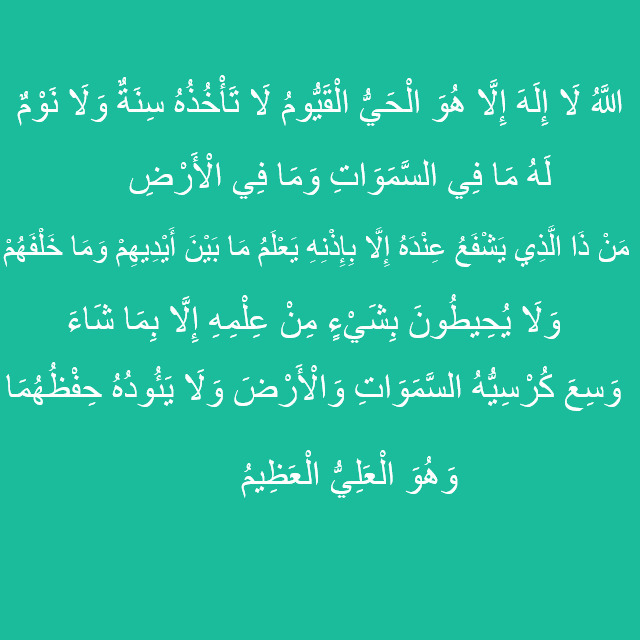 اللَّهُ لَا إِلَهَ إِلَّا هُوَ الْحَيُّ الْقَيُّومُ لَا تَأْخُذُهُ سِنَةٌ وَلَا نَوْمٌ
لَهُ مَا فِي السَّمَوَاتِ وَمَا فِي الْأَرْضِ
مَنْ ذَا الَّذِي يَشْفَعُ عِنْدَهُ إِلَّا بِإِذْنِهِ يَعْلَمُ مَا بَيْنَ أَيْدِيهِمْ وَمَا خَلْفَهُمْ
وَلَا يُحِيطُونَ بِشَيْءٍ مِنْ عِلْمِهِ إِلَّا بِمَا شَاءَ
وَسِعَ كُرْسِيُّهُ السَّمَوَاتِ وَالْأَرْضَ وَلَا يَئُودُهُ حِفْظُهُمَا
وَهُوَ الْعَلِيُّ الْعَظِيمُ